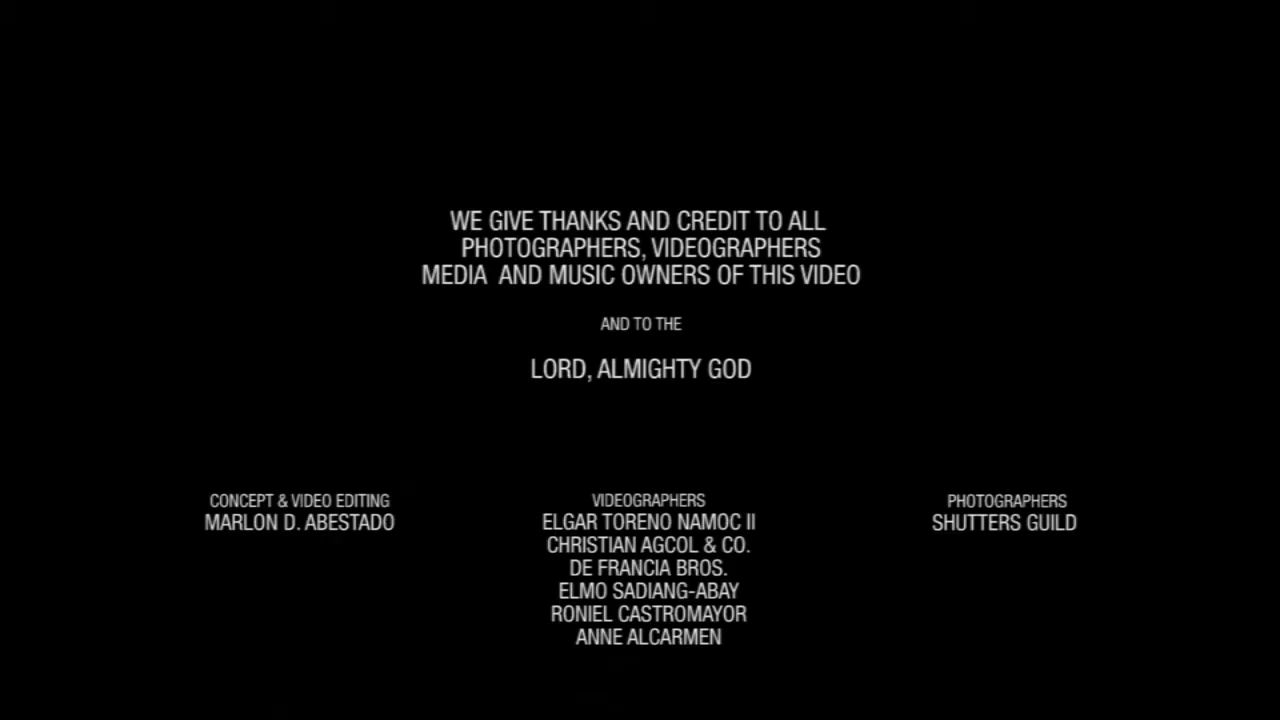 WE GIVE THANKS AND CREDIT TO ALL
PHOTOGRAPHERS, VIDEOGRAPHERS
MEDIA  AND MUSIC OWNERS OF THIS VIDEO
AND TO THE
LORD, ALMIGHTY GOD
CONCEPT & VIDEO EDITING
MARLON D. ABESTADO
VIDEOGRAPHERS
ELGAR TORENO NAMOC II
CHRISTIAN AGCOL & CO.
DE FRANCIA BROS.
ELMO SADIANG-ABAY
RONIEL CASTROMAYOR
ANNE ALCARMEN
PHOTOGRAPHERS
SHUTTERS GUILD